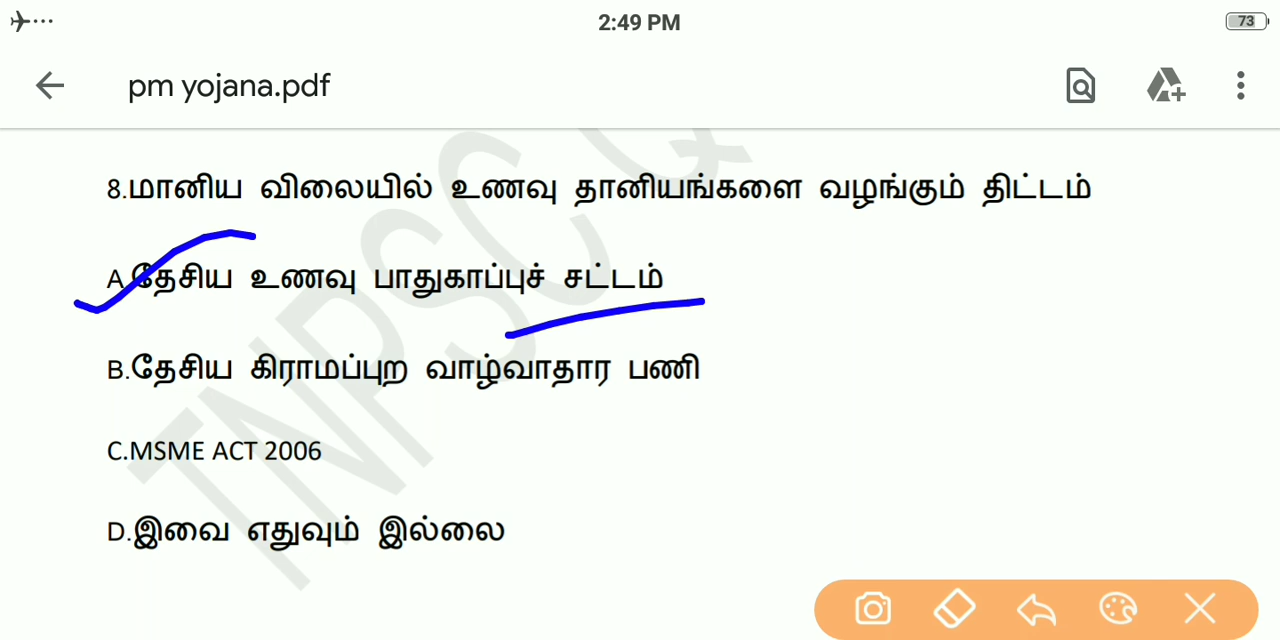 2:49 PM
73
pm yojana.pdf
8.மானிய விலையில் உணவு தானியங்களை வழங்கும் திட்டம்
A.தேசிய உணவு பாதுகாப்புச் சட்டம்
B.தேசிய கிராமப்புற வாழ்வாதார பணி
C.MSME ACT 2006
D.இவை எதுவும் இல்லை
TNPSC Q